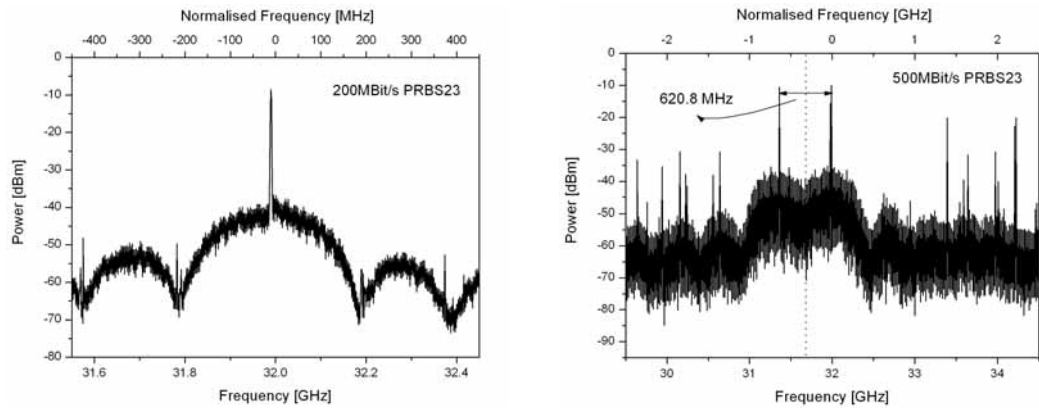 Normalised Frequency [MHz]
-400 -300 -200 -100 0 100 200 300 400
0
-10
-20
-30
-40
-50
-60
-70
-80
Power [dBm]
200MBit/s PRBS23
31.6 31.8 32.0 32.2 32.4
Frequency [GHz]
Normalised Frequency [GHz]
-2 -1 0 1 2
0
-10
-20
-30
-40
-50
-60
-70
-80
-90
Power [dBm]
500MBit/s PRBS23
620.8 MHz
30 31 32 33 34
Frequency [GHz]